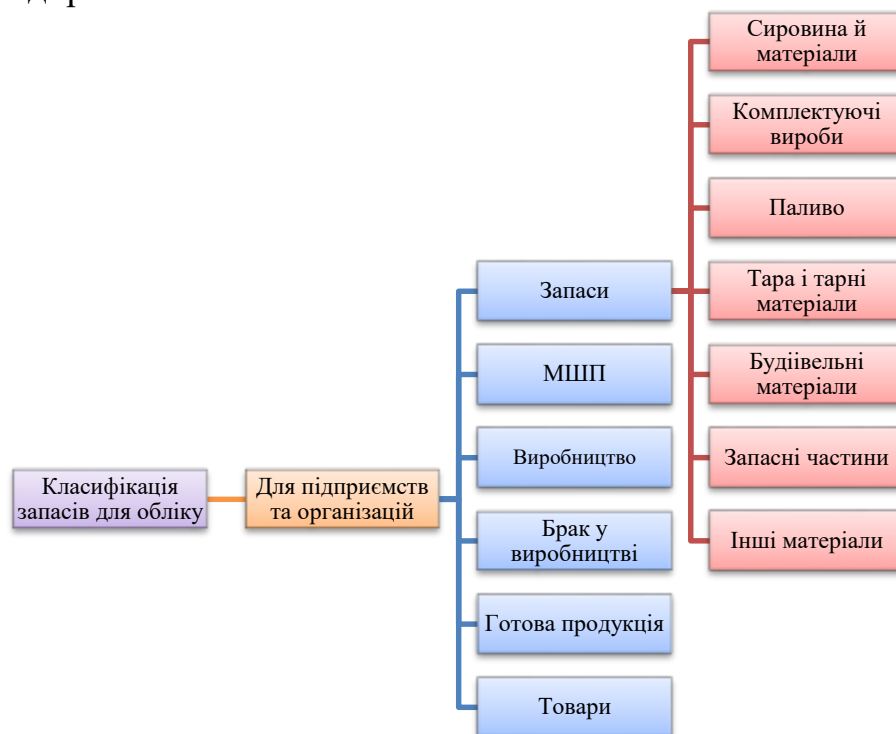 Сировина й
матеріали
Комплектуючі
вироби
Паливо
Тара і тарні
матеріали
Будіівельні
матеріали
Запасні частини
Інші матеріали
Запаси
МШП
Виробництво
Брак у
виробництві
Готова продукція
Товари
Для підприємств
та організацій
Класифікація
запасів для обліку